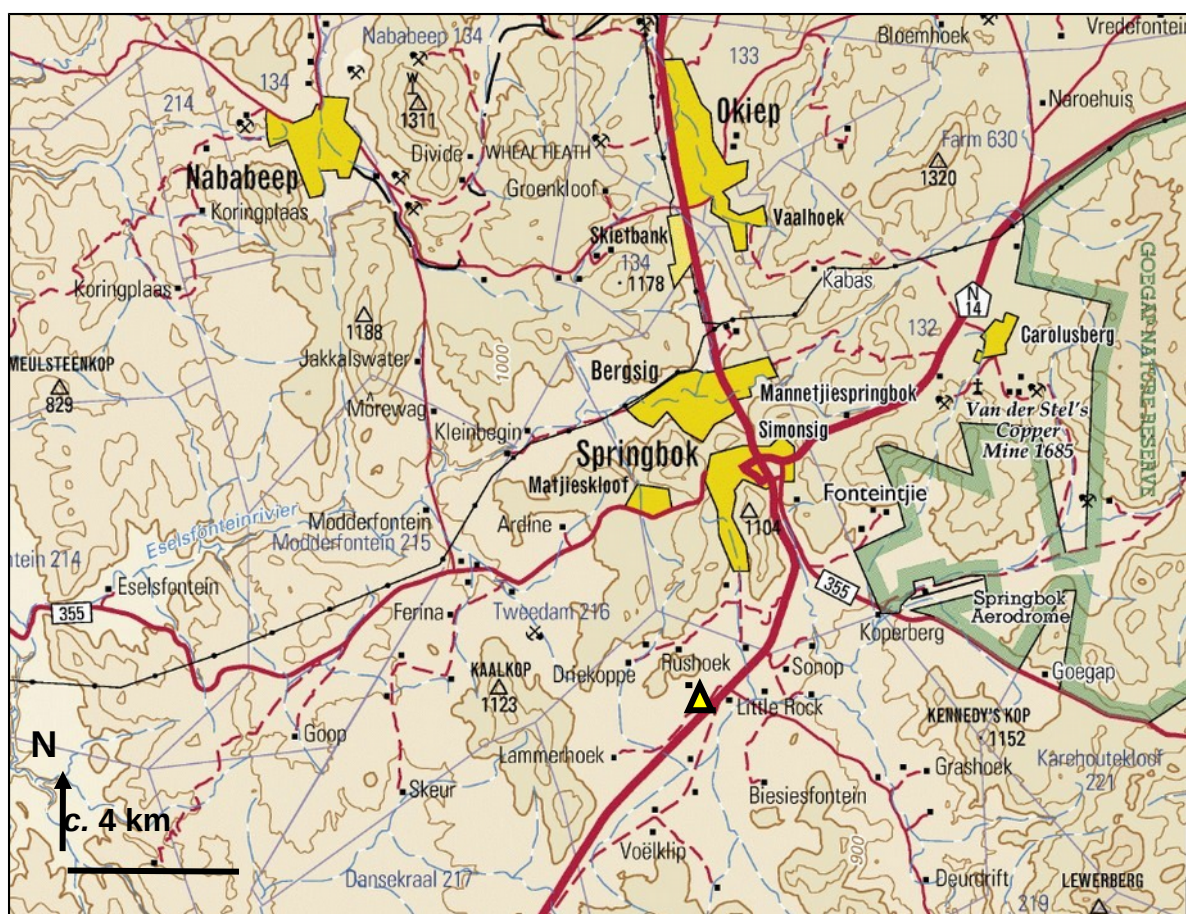 Nababeep 134
133
Bloemhoek
Vredefontein
134
214
1311
Okiep
Naroehuis
Divide
WHEAL HEATH
Farm 630
1320
Nababeep
Groenkloof
Koringplaas
Vaalhoek
Skietbank
134
1178
Koringplaas
Kabas
GOEGAP NATURE RESERVE
N
14
1188
132
Carolusberg
MEULSTEENKOP
829
Jakkalswater
1000
Bergsig
Mannetjiespringbok
Môrewag
Van der Stel's
Copper
Mine 1685
Kleinbegin
Simonsig
Springbok
Matjieskloof
Fonteintjie
1104
Modderfontein
Ardine
Eselsfonteinrivier
Modderfontein 215
ntein 214
Eselsfontein
355
355
Springbok
Aerodrome
Ferina
Tweedam 216
Koperberg
Driekoppe
Rushoek
Sonop
Goegap
KAALKOP
1123
Little Rock
KENNEDY'S KOP
1152
Goop
N
Lammerhoek
Karehoutekloof
221
Grashoek
Skeur
Biesiesfontein
c. 4 km
Voëlklip
900
Dansekraal 217
Deurdrift
LEWERBERG
219